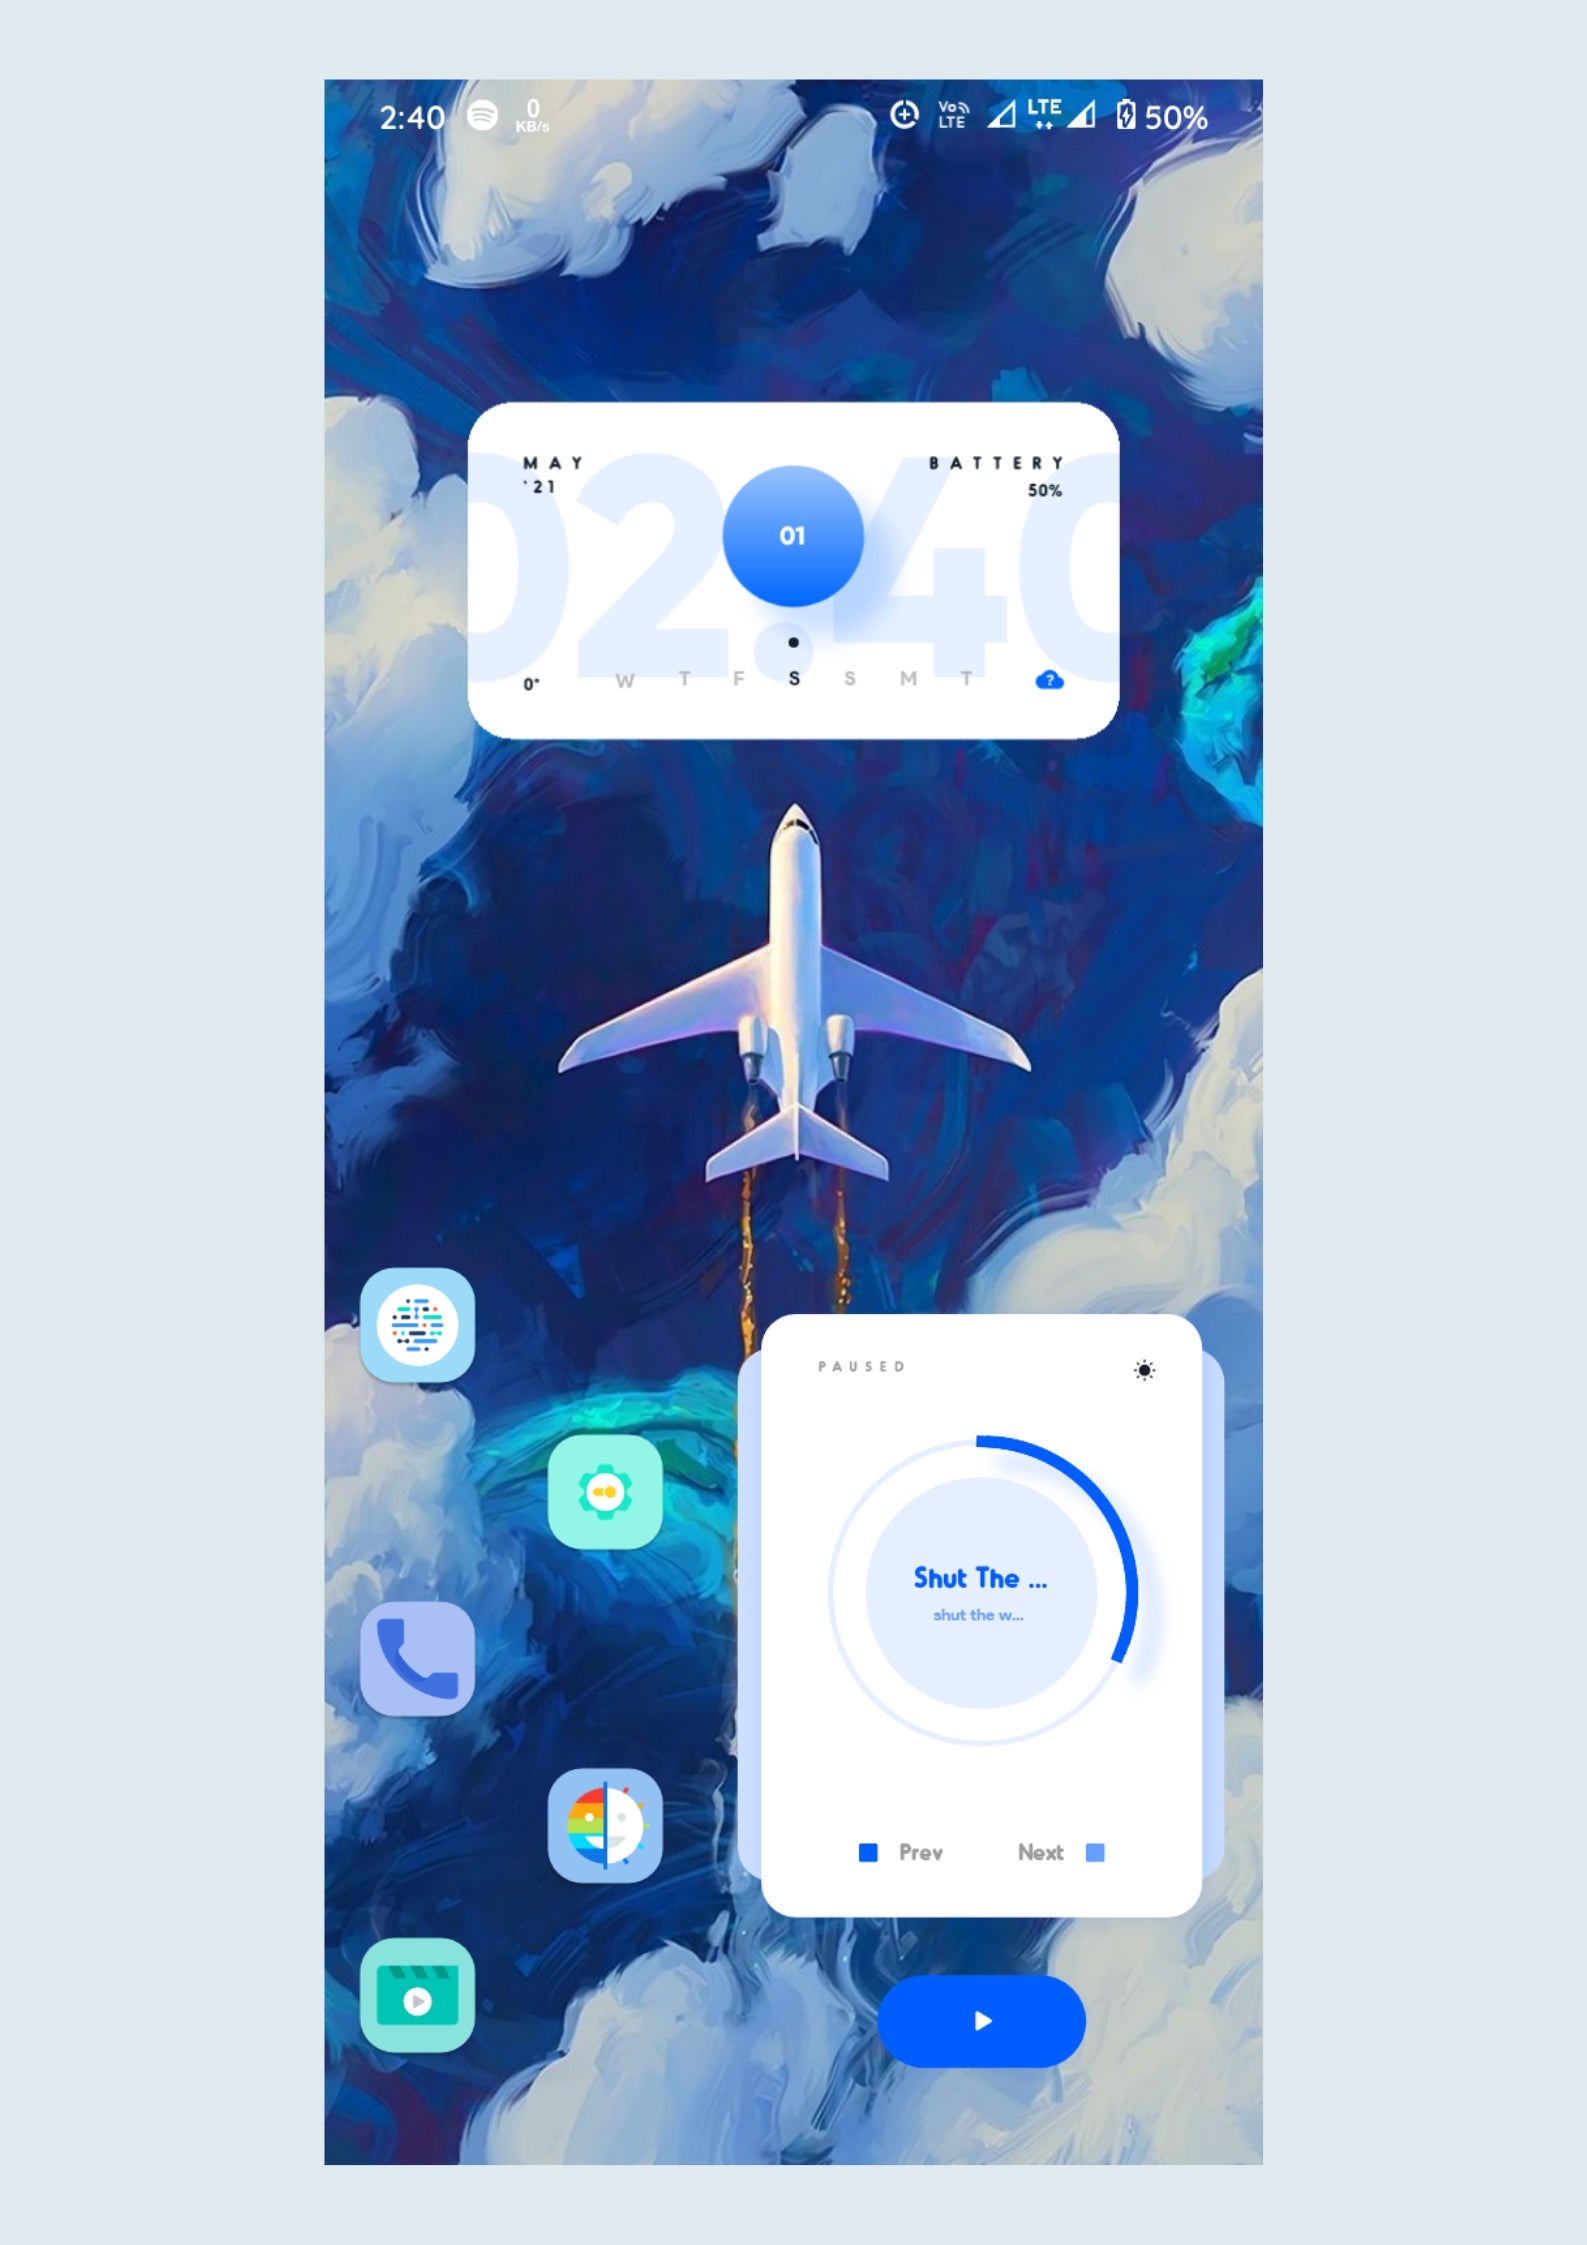 2:40 0 KB/s Vo LTE LTE 50%
MAY BATTERY
'21 50%
02.40
01
0° W T F S S M T ?
PAUSED
Shut The ...
shut the w...
Prev Next